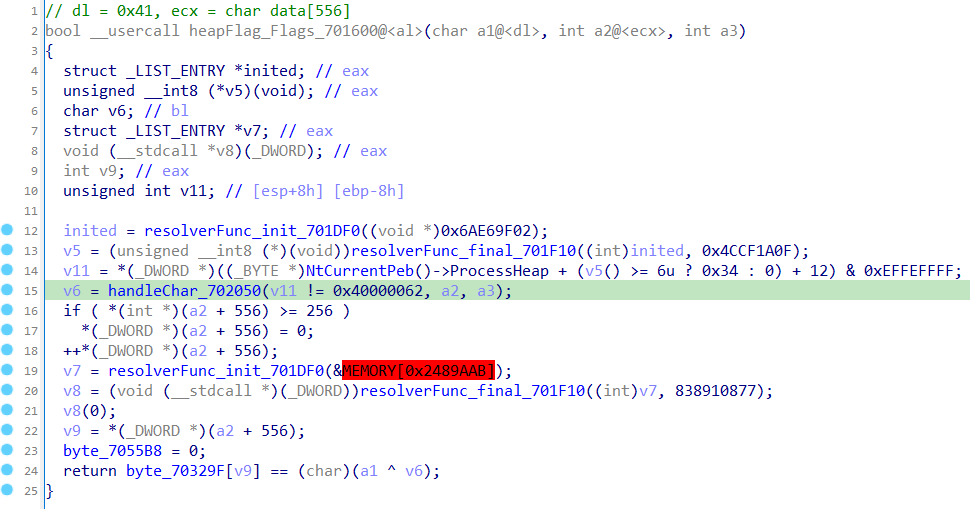 1 // dl = 0x41, ecx = char data[556]
2 bool __usercall heapFlag_Flags_701600@<al>(char a1@<dl>, int a2@<ecx>, int a3)
3 {
4 struct _LIST_ENTRY *inited; // eax
5 unsigned __int8 (*v5)(void); // eax
6 char v6; // bl
7 struct _LIST_ENTRY *v7; // eax
8 void (__stdcall *v8)(_DWORD); // eax
9 int v9; // eax
10 unsigned int v11; // [esp+8h] [ebp-8h]
11
12 inited = resolverFunc_init_701DF0((void *)0x6AE69F02);
13 v5 = (unsigned __int8 (*)(void))resolverFunc_final_701F10((int)inited, 0x4CCF1A0F);
14 v11 = *(_DWORD *)((_BYTE *)NtCurrentPeb()->ProcessHeap + (v5() >= 6u ? 0x34 : 0) + 12) & 0xEFFEFFFF;
15 v6 = handleChar_702050(v11 != 0x40000062, a2, a3);
16 if ( *(int *)(a2 + 556) >= 256 )
17 *(_DWORD *)(a2 + 556) = 0;
18 ++*(_DWORD *)(a2 + 556);
19 v7 = resolverFunc_init_701DF0(&MEMORY[0x2489AAB]);
20 v8 = (void (__stdcall *)(_DWORD))resolverFunc_final_701F10((int)v7, 838910877);
21 v8(0);
22 v9 = *(_DWORD *)(a2 + 556);
23 byte_7055B8 = 0;
24 return byte_70329F[v9] == (char)(a1 ^ v6);
25 }